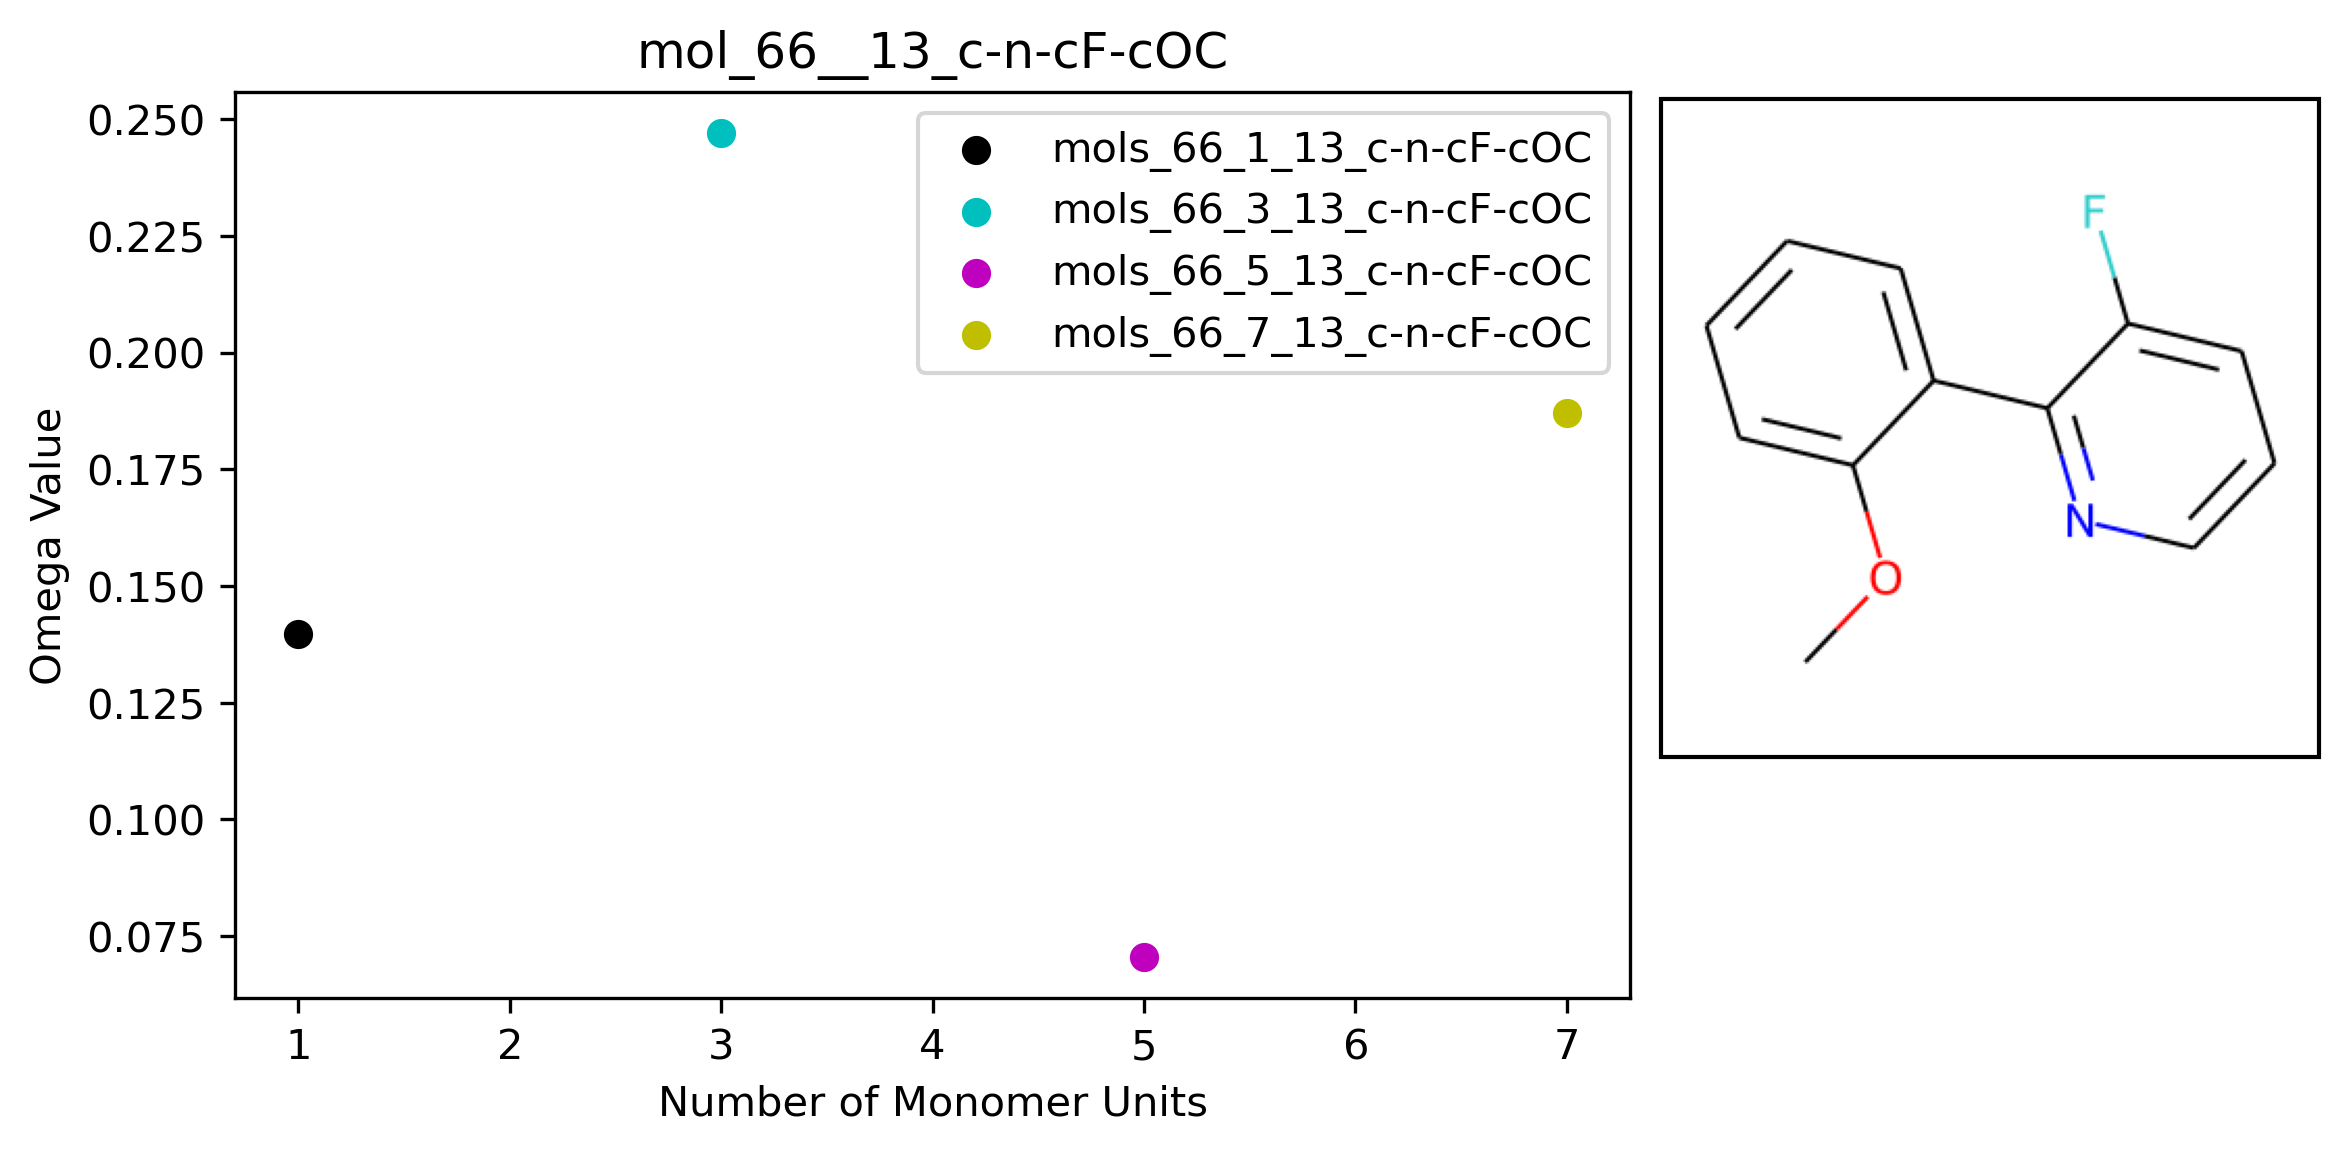 mol_66__13_c-n-cF-cOC
Omega Value
0.250
0.225
0.200
0.175
0.150
0.125
0.100
0.075
mols_66_1_13_c-n-cF-cOC
mols_66_3_13_c-n-cF-cOC
mols_66_5_13_c-n-cF-cOC
mols_66_7_13_c-n-cF-cOC
1 2 3 4 5 6 7
Number of Monomer Units
F
N
O